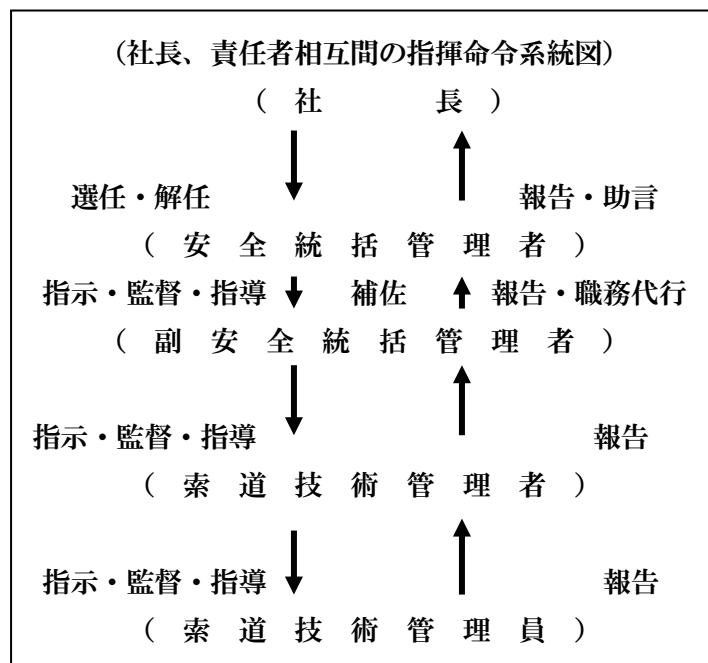 （社長、責任者相互間の指揮命令系統図）
（　社　　　　長　）
選任・解任　　　　　　　　　　　報告・助言
（　安　全　統　括　管　理　者　）
指示・監督・指導　　　補佐　　　報告・職務代行
（　副　安　全　統　括　管　理　者　）
指示・監督・指導　　　　　　　　　　　報告
（　索　道　技　術　管　理　者　）
指示・監督・指導　　　　　　　　　　　報告
（　索　道　技　術　管　理　員　）